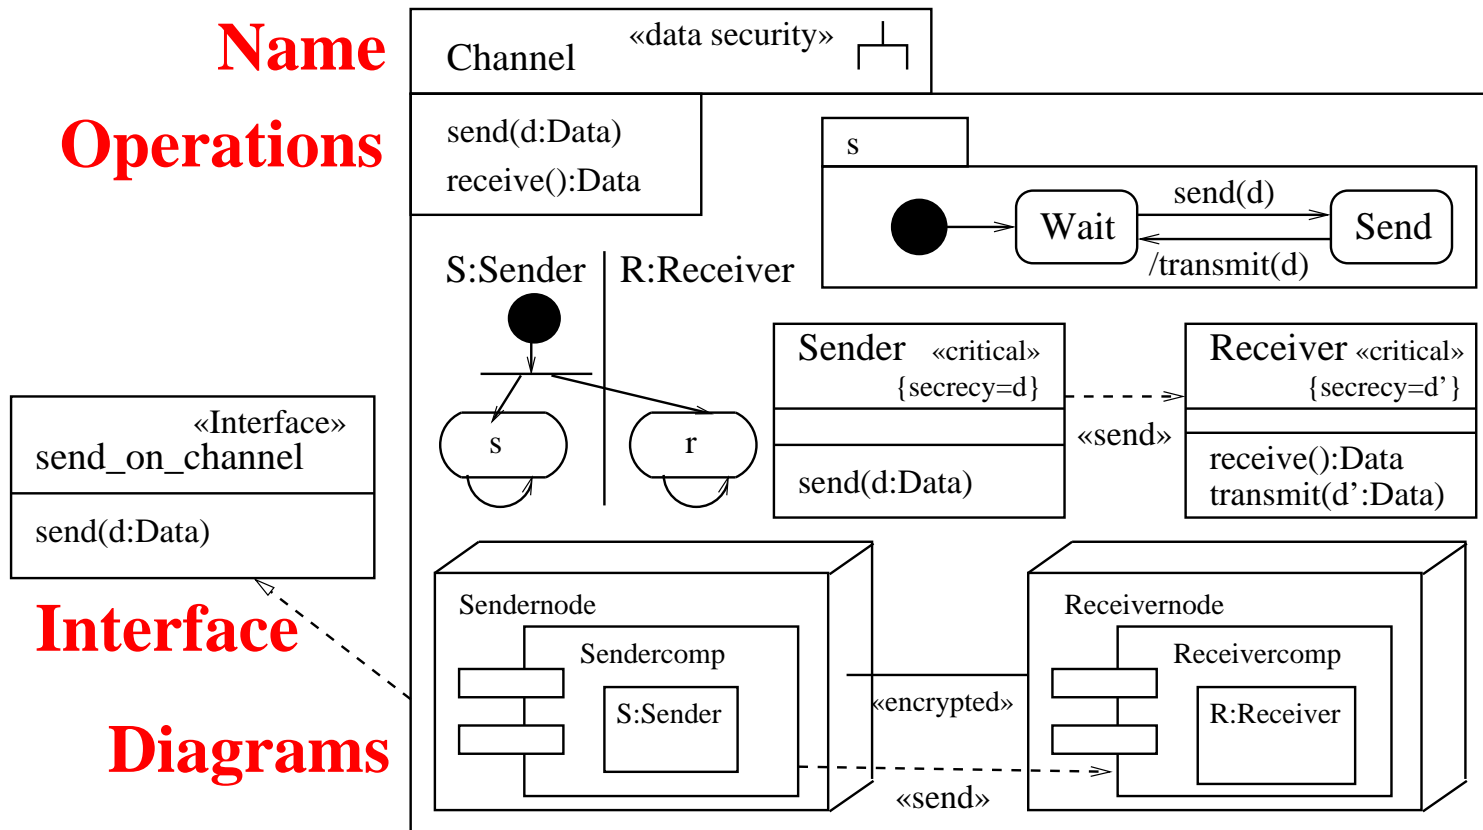 Name
Channel
«data security»
Operations
send(d:Data)
receive():Data
s
Wait
send(d)
Send
/transmit(d)
S:Sender
R:Receiver
s
r
Sender «critical»
{secrecy=d}
send(d:Data)
«send»
Receiver «critical»
{secrecy=d’}
receive():Data
transmit(d’:Data)
«Interface»
send_on_channel
send(d:Data)
Interface
Diagrams
Sendernode
Sendercomp
S:Sender
«encrypted»
«send»
Receivernode
Receivercomp
R:Receiver